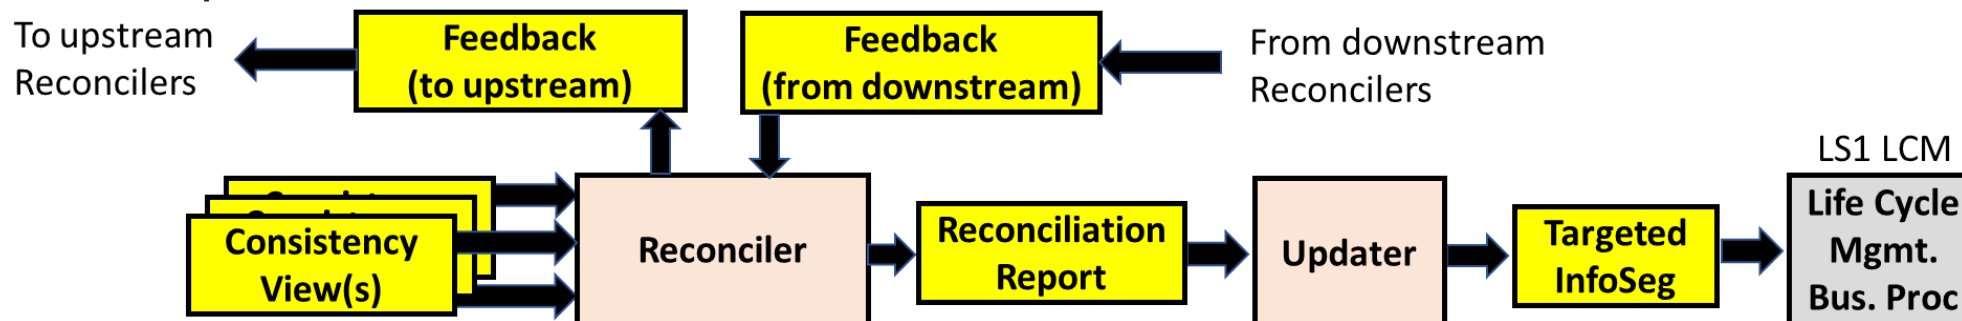 To upstream
Reconcilers
Feedback
(to upstream)
Feedback
(from downstream)
From downstream
Reconcilers
LS1 LCM
Consistency
View(s)
Reconciler
Reconciliation
Report
Updater
Targeted
InfoSeg
Life Cycle
Mgmt.
Bus. Proc